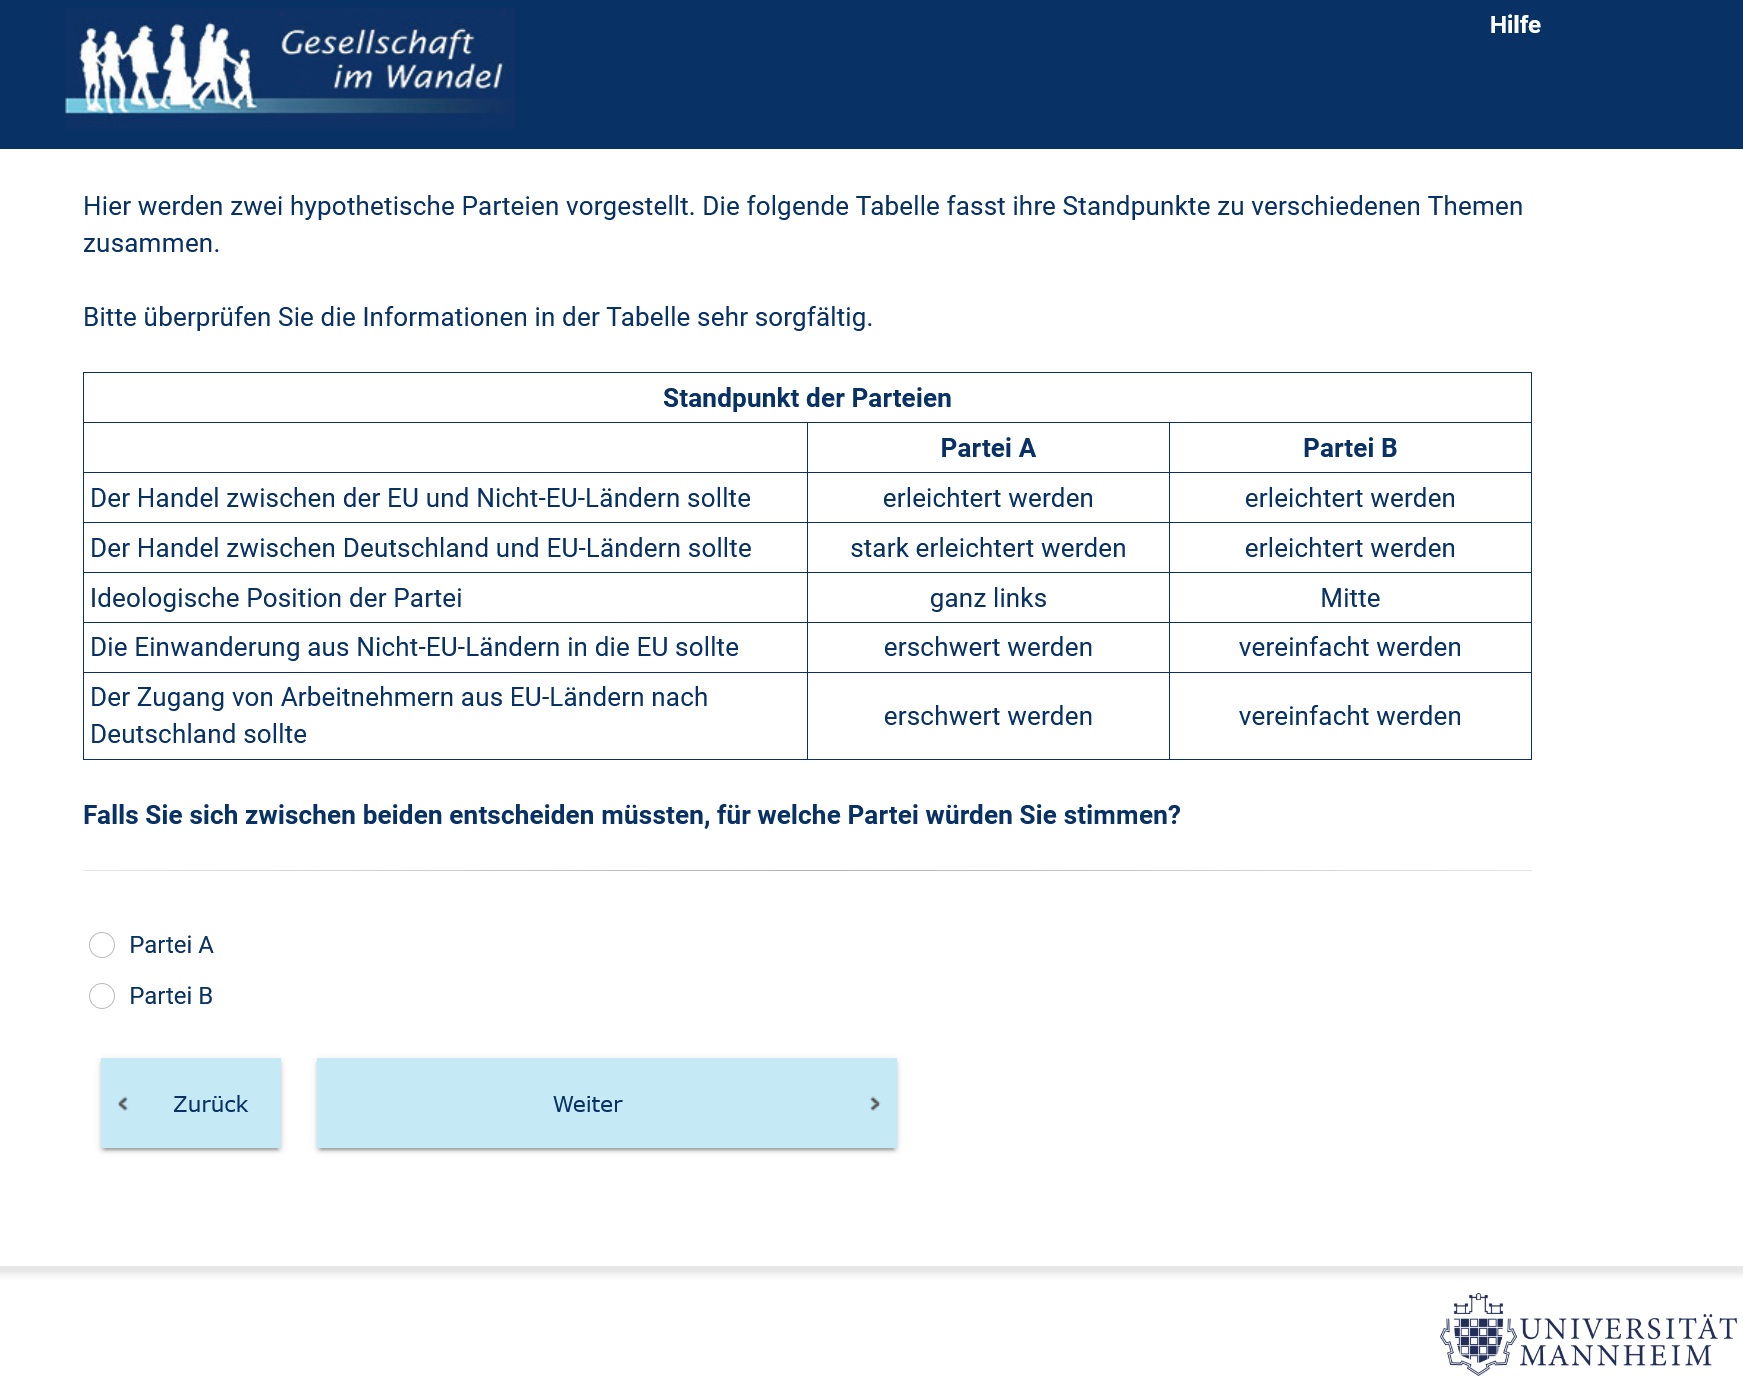 Gesellschaft
im Wandel
Hilfe
Hier werden zwei hypothetische Parteien vorgestellt. Die folgende Tabelle fasst ihre Standpunkte zu verschiedenen Themen
zusammen.
Bitte überprüfen Sie die Informationen in der Tabelle sehr sorgfältig.
Standpunkt der Parteien
Partei A Partei B
Der Handel zwischen der EU und Nicht-EU-Ländern sollte erleichtert werden erleichtert werden
Der Handel zwischen Deutschland und EU-Ländern sollte stark erleichtert werden erleichtert werden
Ideologische Position der Partei ganz links Mitte
Die Einwanderung aus Nicht-EU-Ländern in die EU sollte erschwert werden vereinfacht werden
Der Zugang von Arbeitnehmern aus EU-Ländern nach
Deutschland sollte erschwert werden vereinfacht werden
Falls Sie sich zwischen beiden entscheiden müssten, für welche Partei würden Sie stimmen?
Partei A
Partei B
Zurück Weiter
UNIVERSITÄT
MANNHEIM